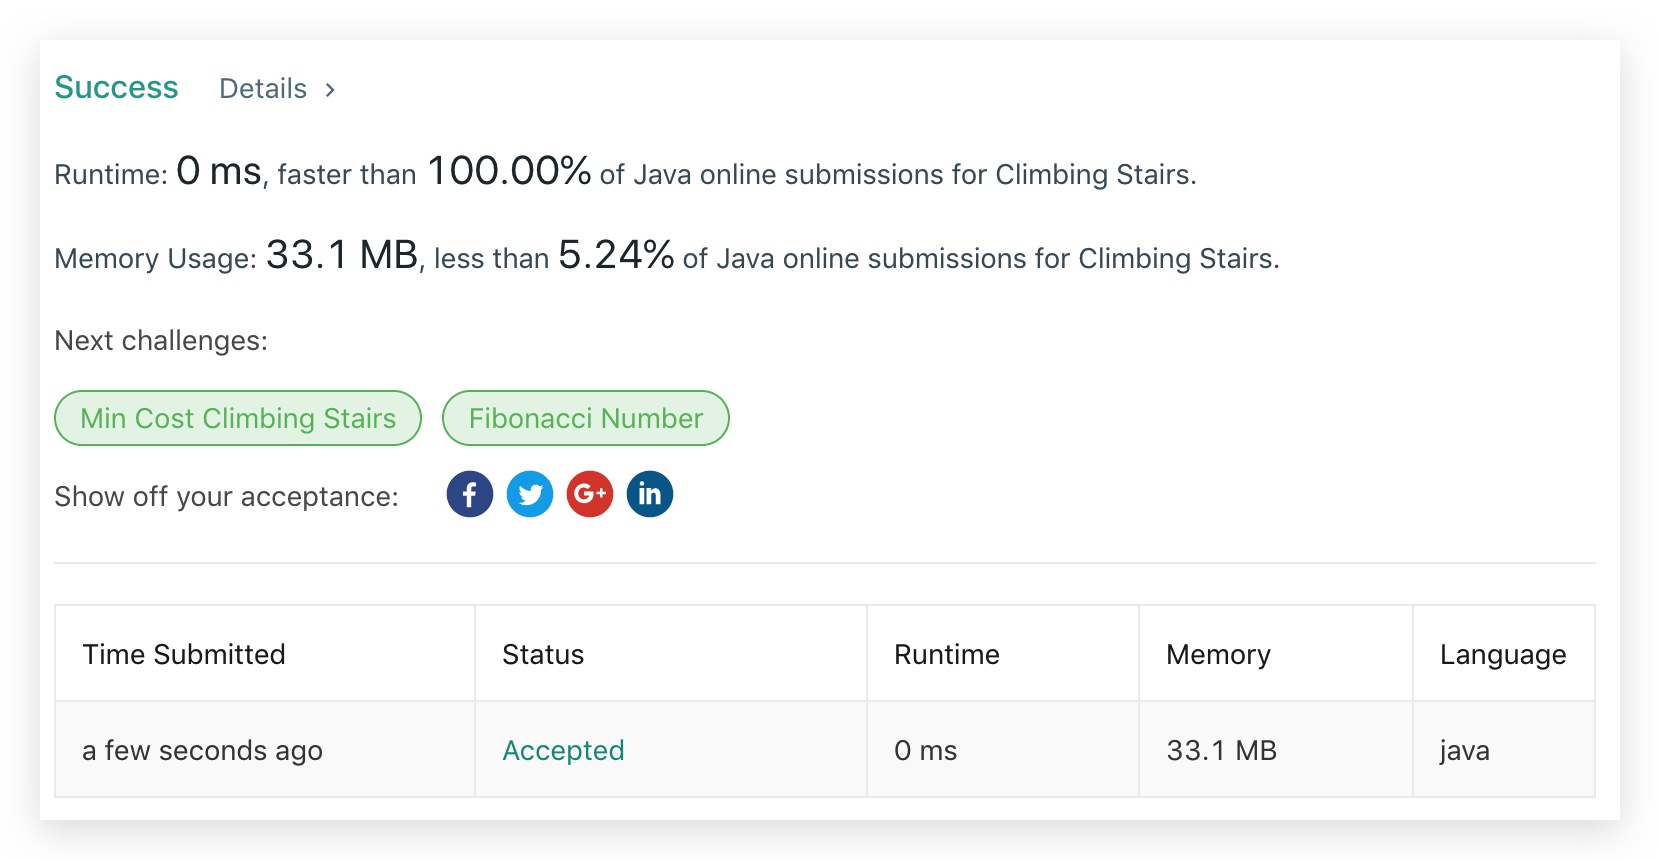 Success Details >
Runtime: 0 ms, faster than 100.00% of Java online submissions for Climbing Stairs.
Memory Usage: 33.1 MB, less than 5.24% of Java online submissions for Climbing Stairs.
Next challenges:
Min Cost Climbing Stairs Fibonacci Number
Show off your acceptance: f G+ in
Time Submitted Status Runtime Memory Language
a few seconds ago Accepted 0 ms 33.1 MB java